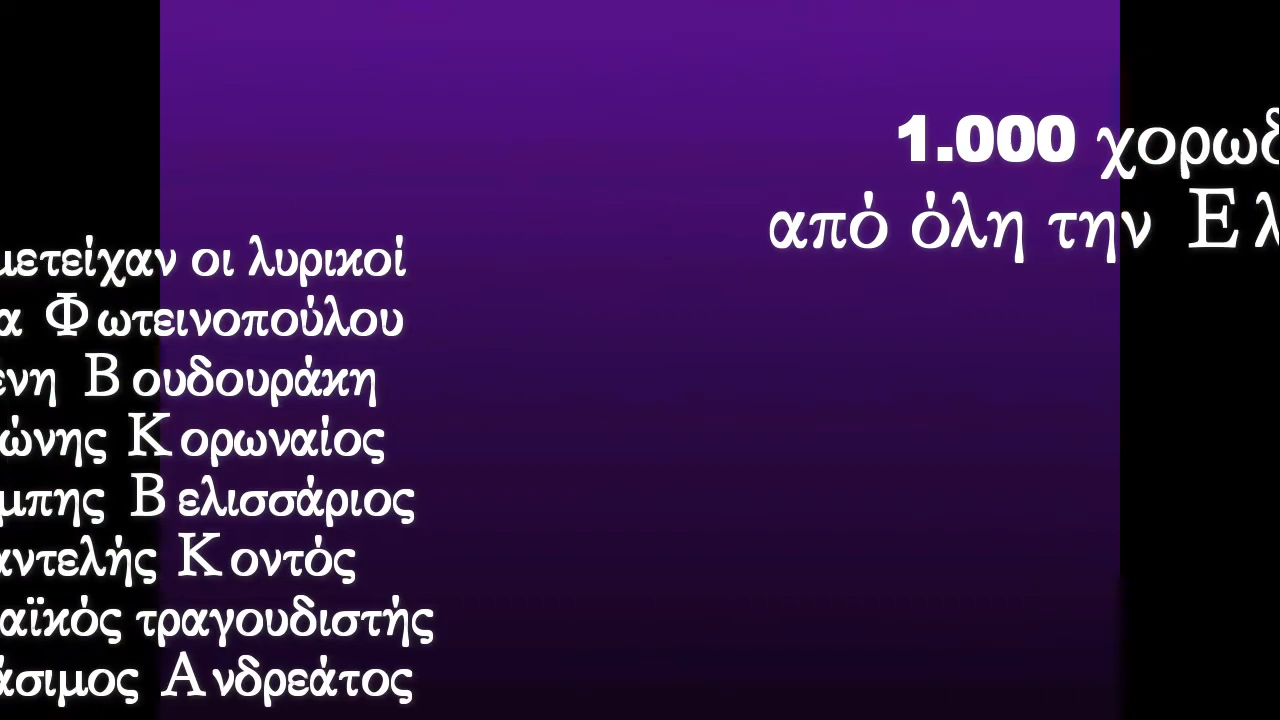 1.000 χορωδ
από όλη την Ελ
μετείχαν οι λυρικοί
α Φωτεινοπούλου
ένη Βουδουράκη
ώνης Κορωναίος
μπης Βελισσάριος
αντελής Κοντός
αϊκός τραγουδιστής
άσιμος Ανδρεάτος